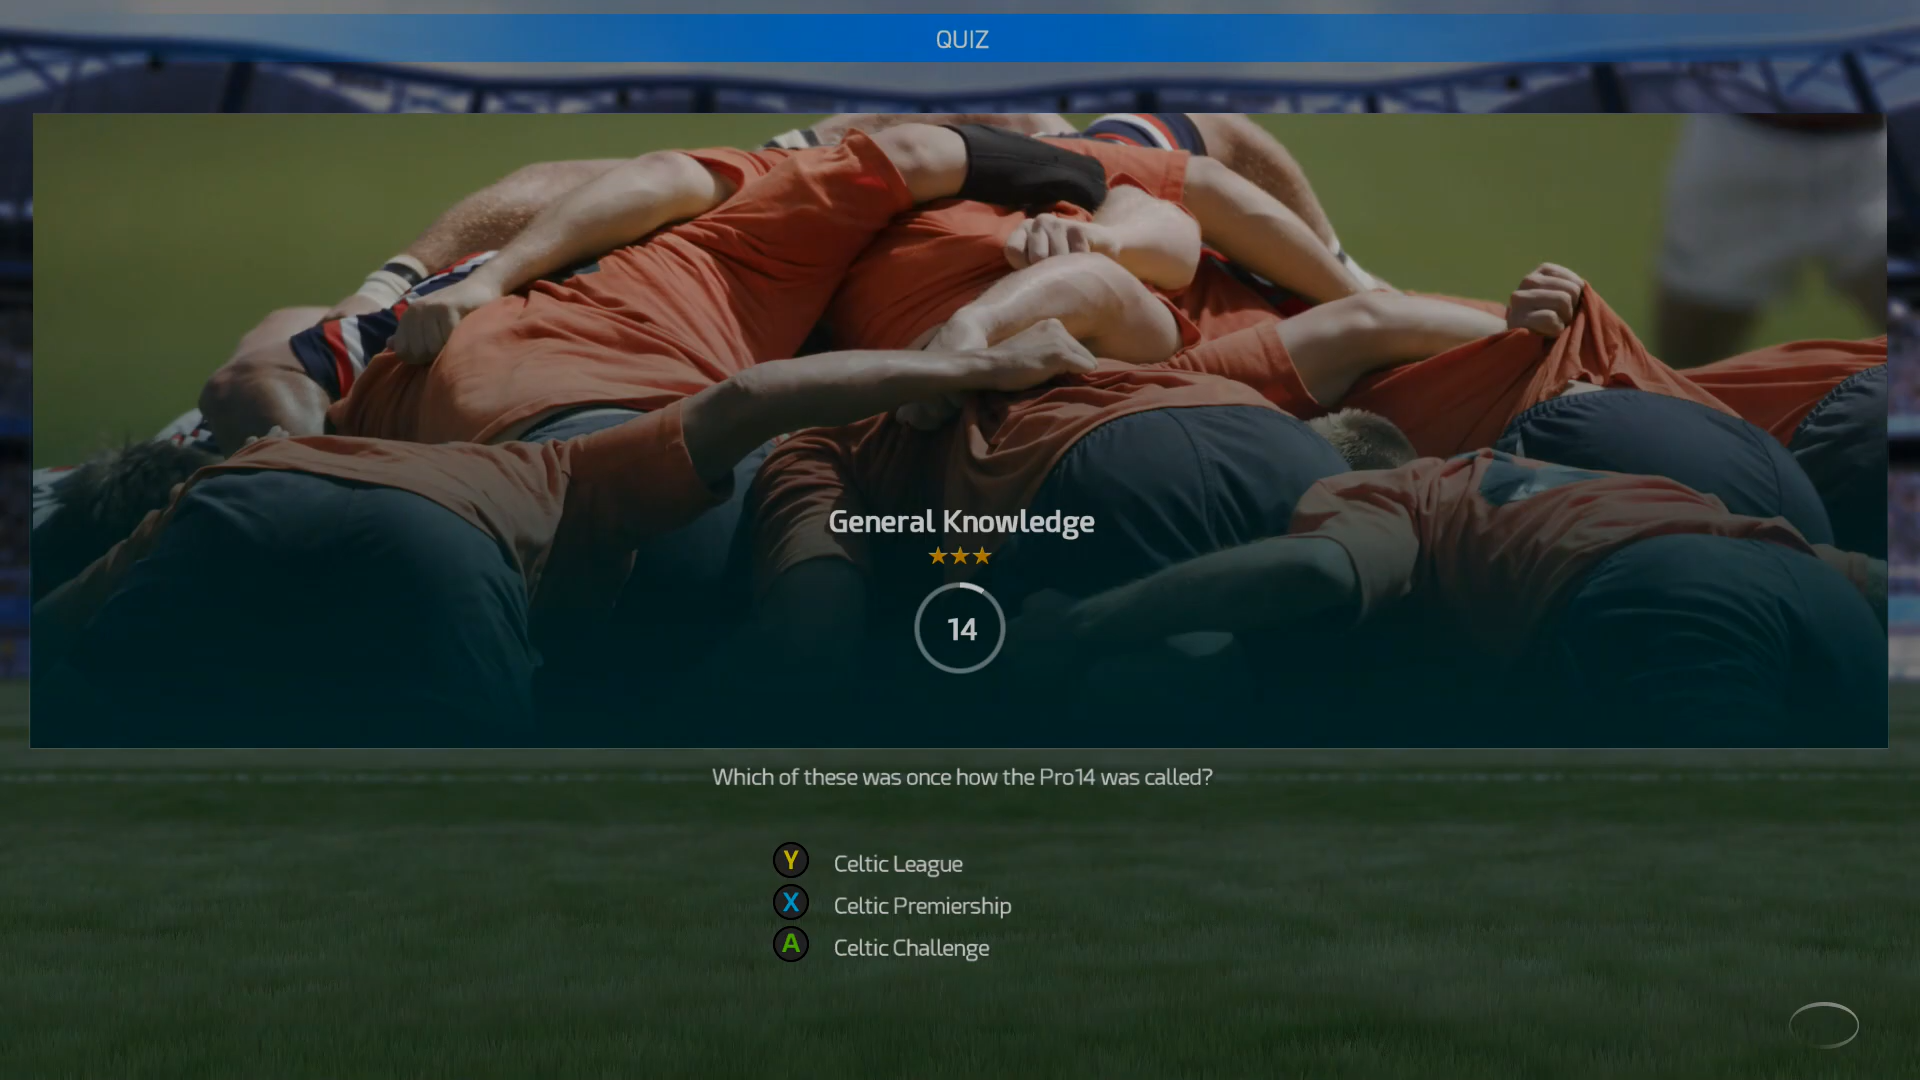 QUIZ
General Knowledge
14
Which of these was once how the Pro14 was called?
Y Celtic League
X Celtic Premiership
A Celtic Challenge